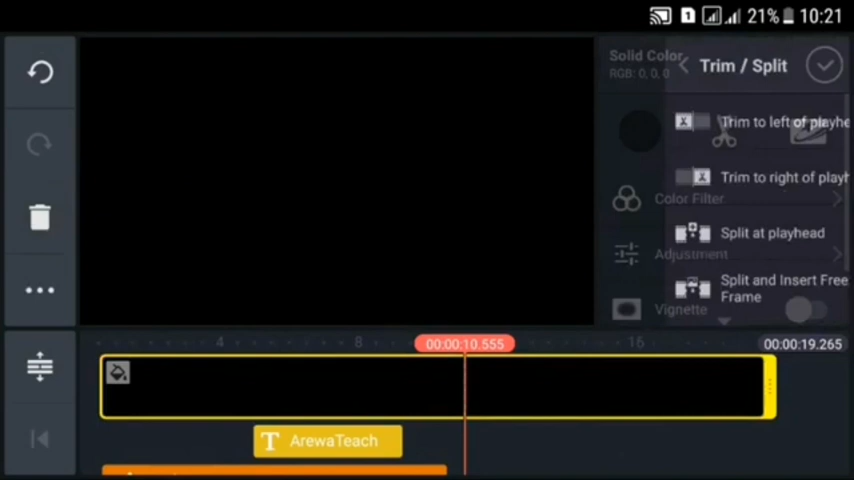 1 21% 10:21
Solid Color
RGB: 0, 0, 0
Trim / Split
Trim to left of playhe
Trim to right of playh
Color Filter
Split at playhead
Adjustment
Split and Insert Free
Frame
Vignette
4 8 00:00:10.555 16 00:00:19.265
T ArewaTeach